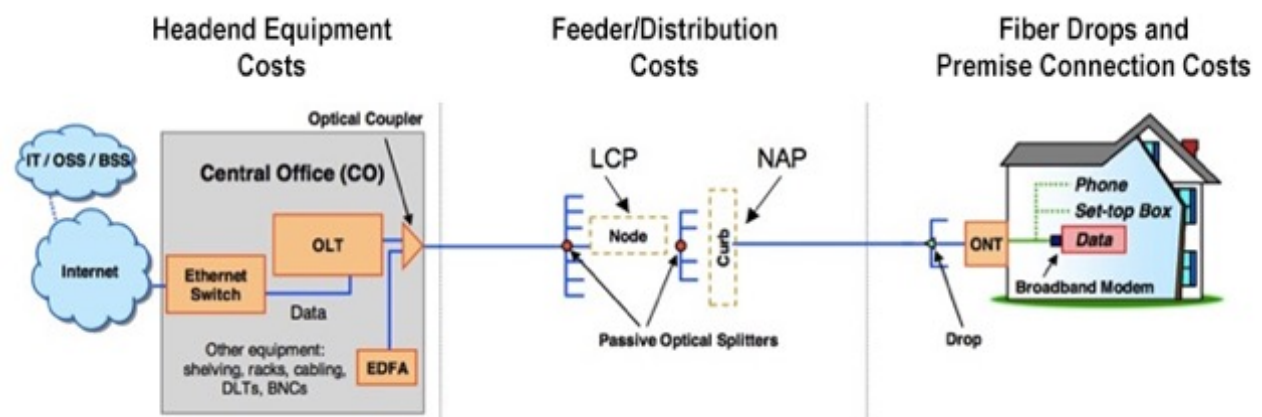 Headend Equipment
Costs
Feeder/Distribution
Costs
Fiber Drops and
Premise Connection Costs
Optical Coupler
IT / OSS / BSS
Central Office (CO)
LCP
NAP
Phone
Set-top Box
OLT
Node
Curb
ONT
Data
Internet
Ethernet
Switch
Broadband Modem
Data
Passive Optical Splitters
Drop
Other equipment:
shelving, racks, cabling,
DLTs, BNCs
EDFA